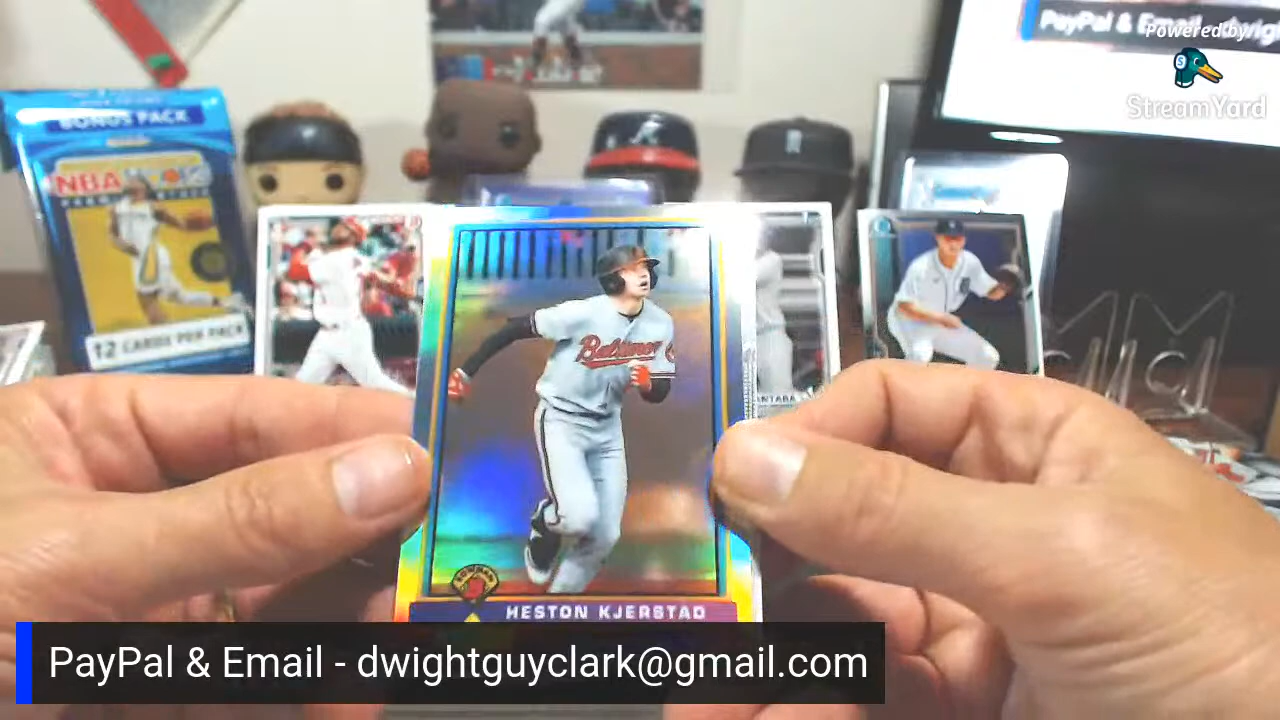 PayPal & Email
Powered by
StreamYard
BONUS PACK
NBA
12 CARDS PER PACK
Baltimore
BOWMAN
HESTON KJERSTAD
PayPal & Email - dwightguyclark@gmail.com